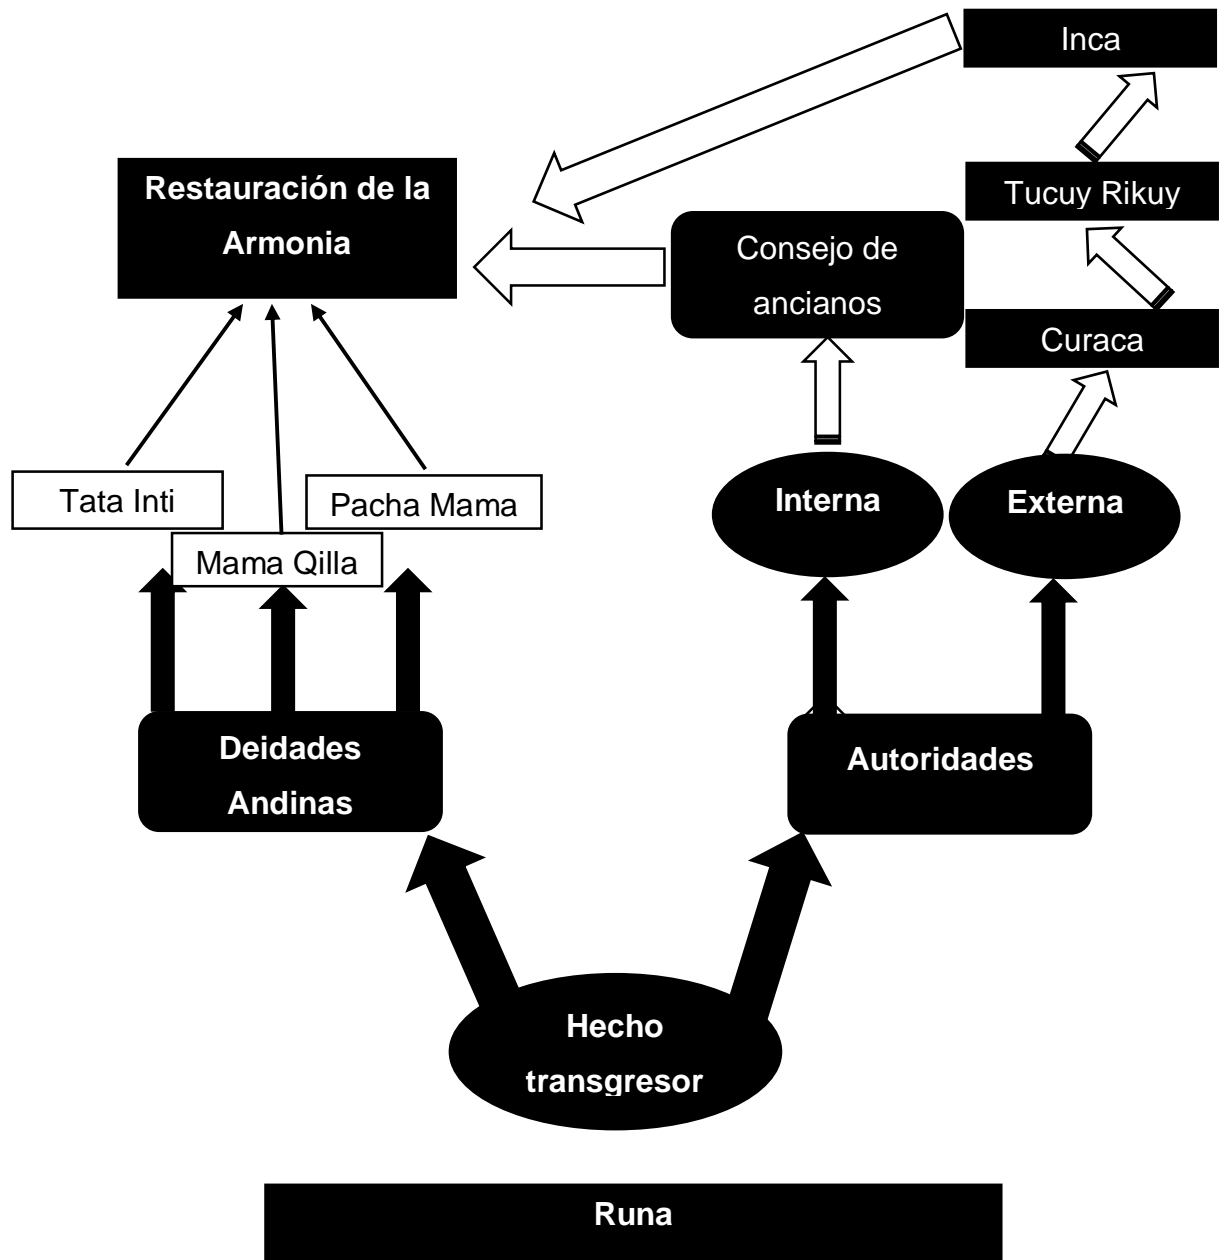 Inca
Restauración de la
Armonia
Tucuy Rikuy
Consejo de
ancianos
Curaca
Tata Inti
Pacha Mama
Mama Qilla
Interna
Externa
Deidades
Andinas
Autoridades
Hecho
transgresor
Runa